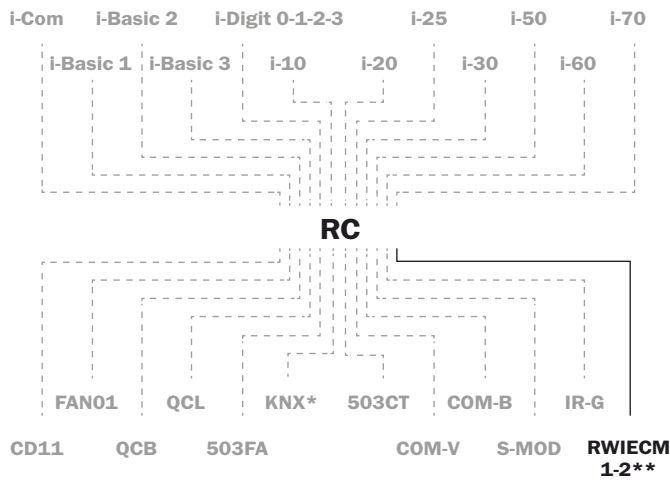 i-Com i-Basic 2 i-Digit 0-1-2-3 i-25 i-50 i-70
i-Basic 1 i-Basic 3 i-10 i-20 i-30 i-60
RC
FAN01 QCL KNX* 503CT COM-B IR-G
CD11 QCB 503FA COM-V S-MOD RWIECM
1-2**